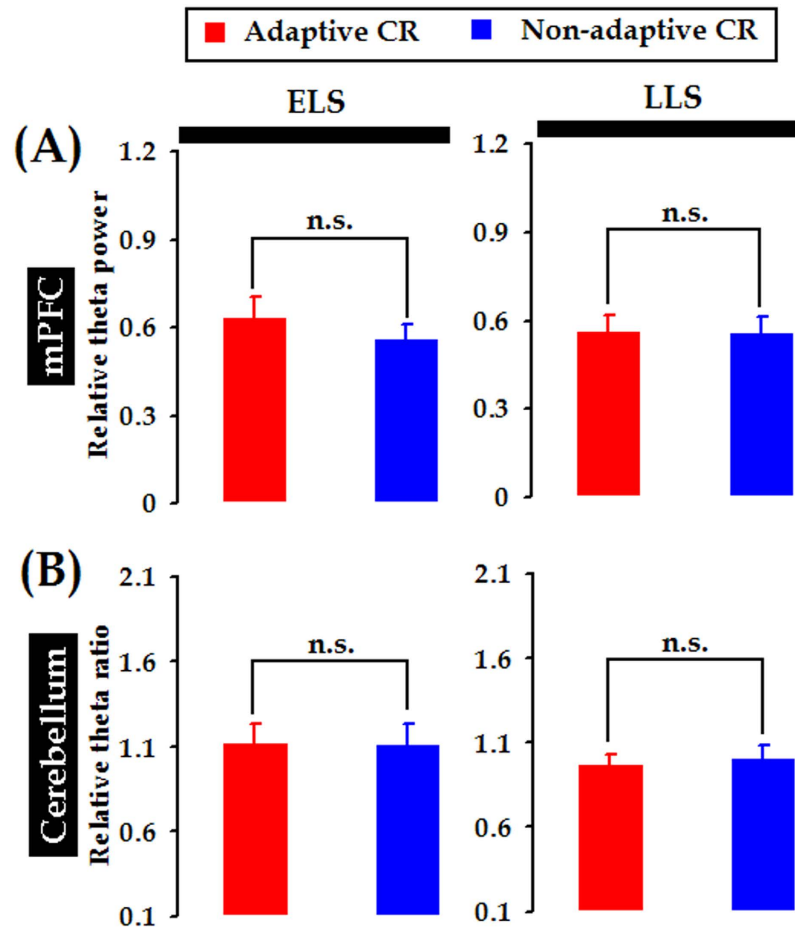 Adaptive CR Non-adaptive CR
ELS LLS
(A)
mPFC
Relative theta power
1.2
0.9
0.6
0.3
0
n.s.
1.2
0.9
0.6
0.3
0
n.s.
(B)
Cerebellum
Relative theta ratio
2.1
1.6
1.1
0.6
0.1
n.s.
2.1
1.6
1.1
0.6
0.1
n.s.